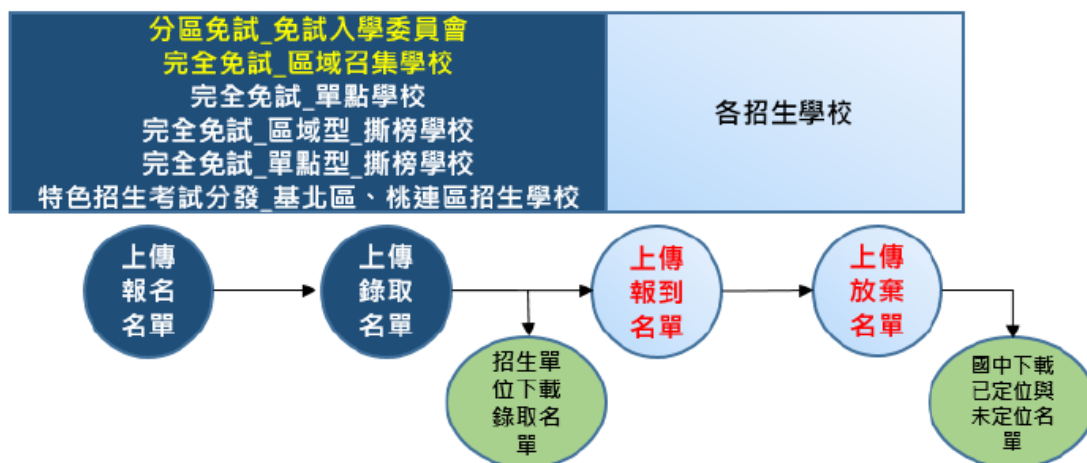 分區免試_免試入學委員會
完全免試_區域召集學校
完全免試_單點學校
完全免試_區域型_撕榜學校
完全免試_單點型_撕榜學校
特色招生考試分發_基北區、桃連區招生學校
各招生學校
上傳
報名
名單
上傳
錄取
名單
上傳
報到
名單
上傳
放棄
名單
招生單
位下載
錄取名
單
國中下載
已定位與
未定位名
單